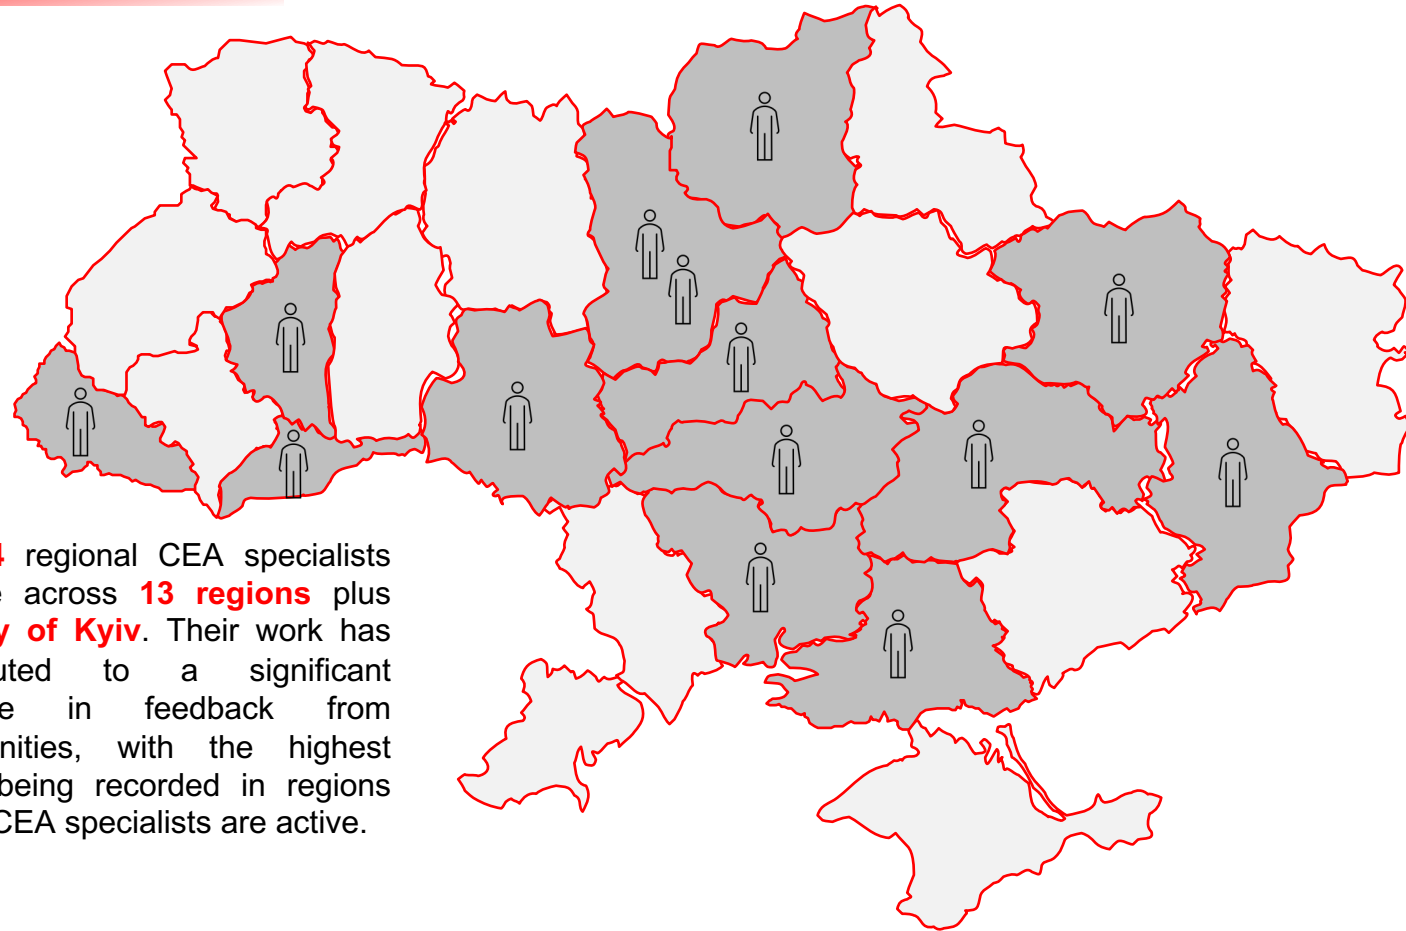 4 regional CEA specialists
across 13 regions plus
of Kyiv. Their work has
to a significant
in feedback from
with the highest
being recorded in regions
CEA specialists are active.